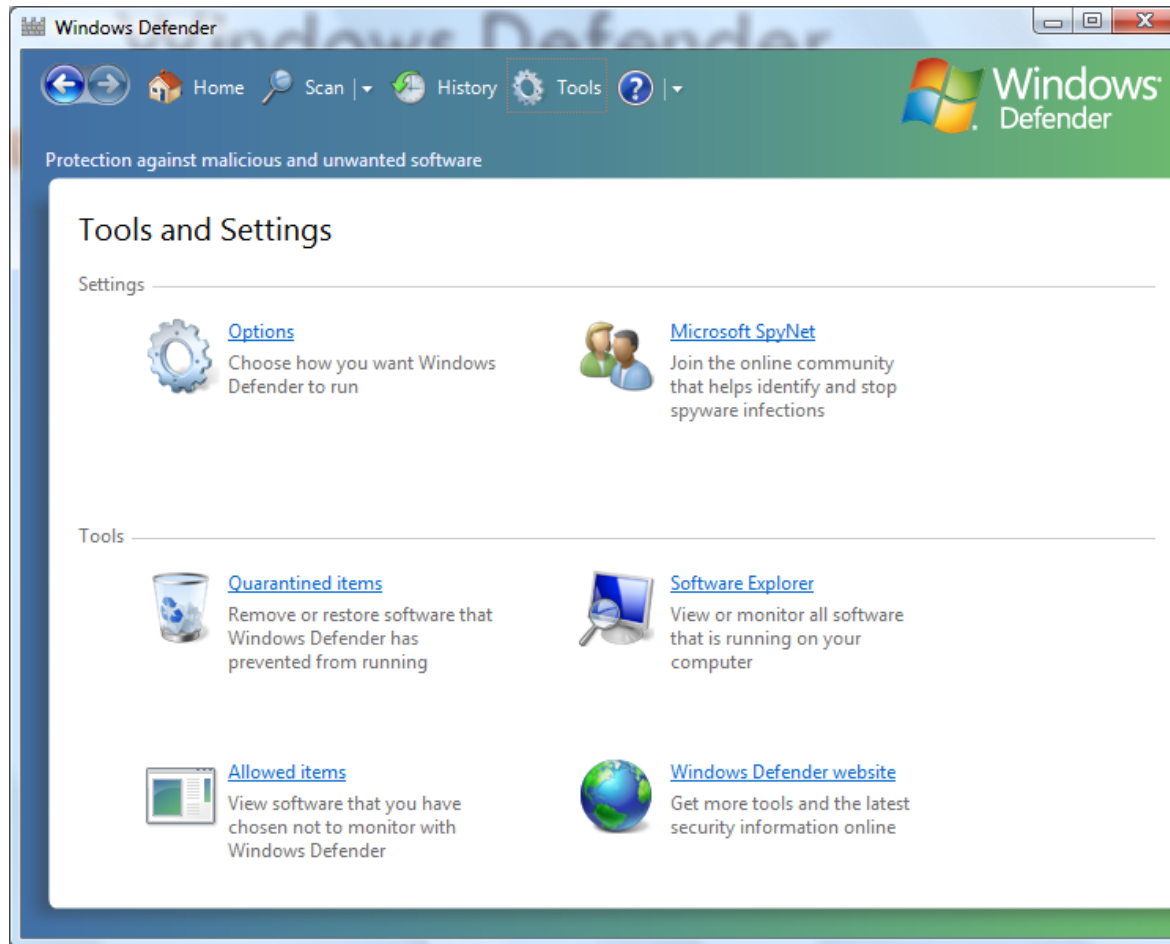 Windows Defender
Windows Defender
Home Scan History Tools
Windows
Defender
Protection against malicious and unwanted software
Tools and Settings
Settings
Options
Choose how you want Windows
Defender to run
Microsoft SpyNet
Join the online community
that helps identify and stop
spyware infections
Tools
Quarantined items
Remove or restore software that
Windows Defender has
prevented from running
Software Explorer
View or monitor all software
that is running on your
computer
Allowed items
View software that you have
chosen not to monitor with
Windows Defender
Windows Defender website
Get more tools and the latest
security information online